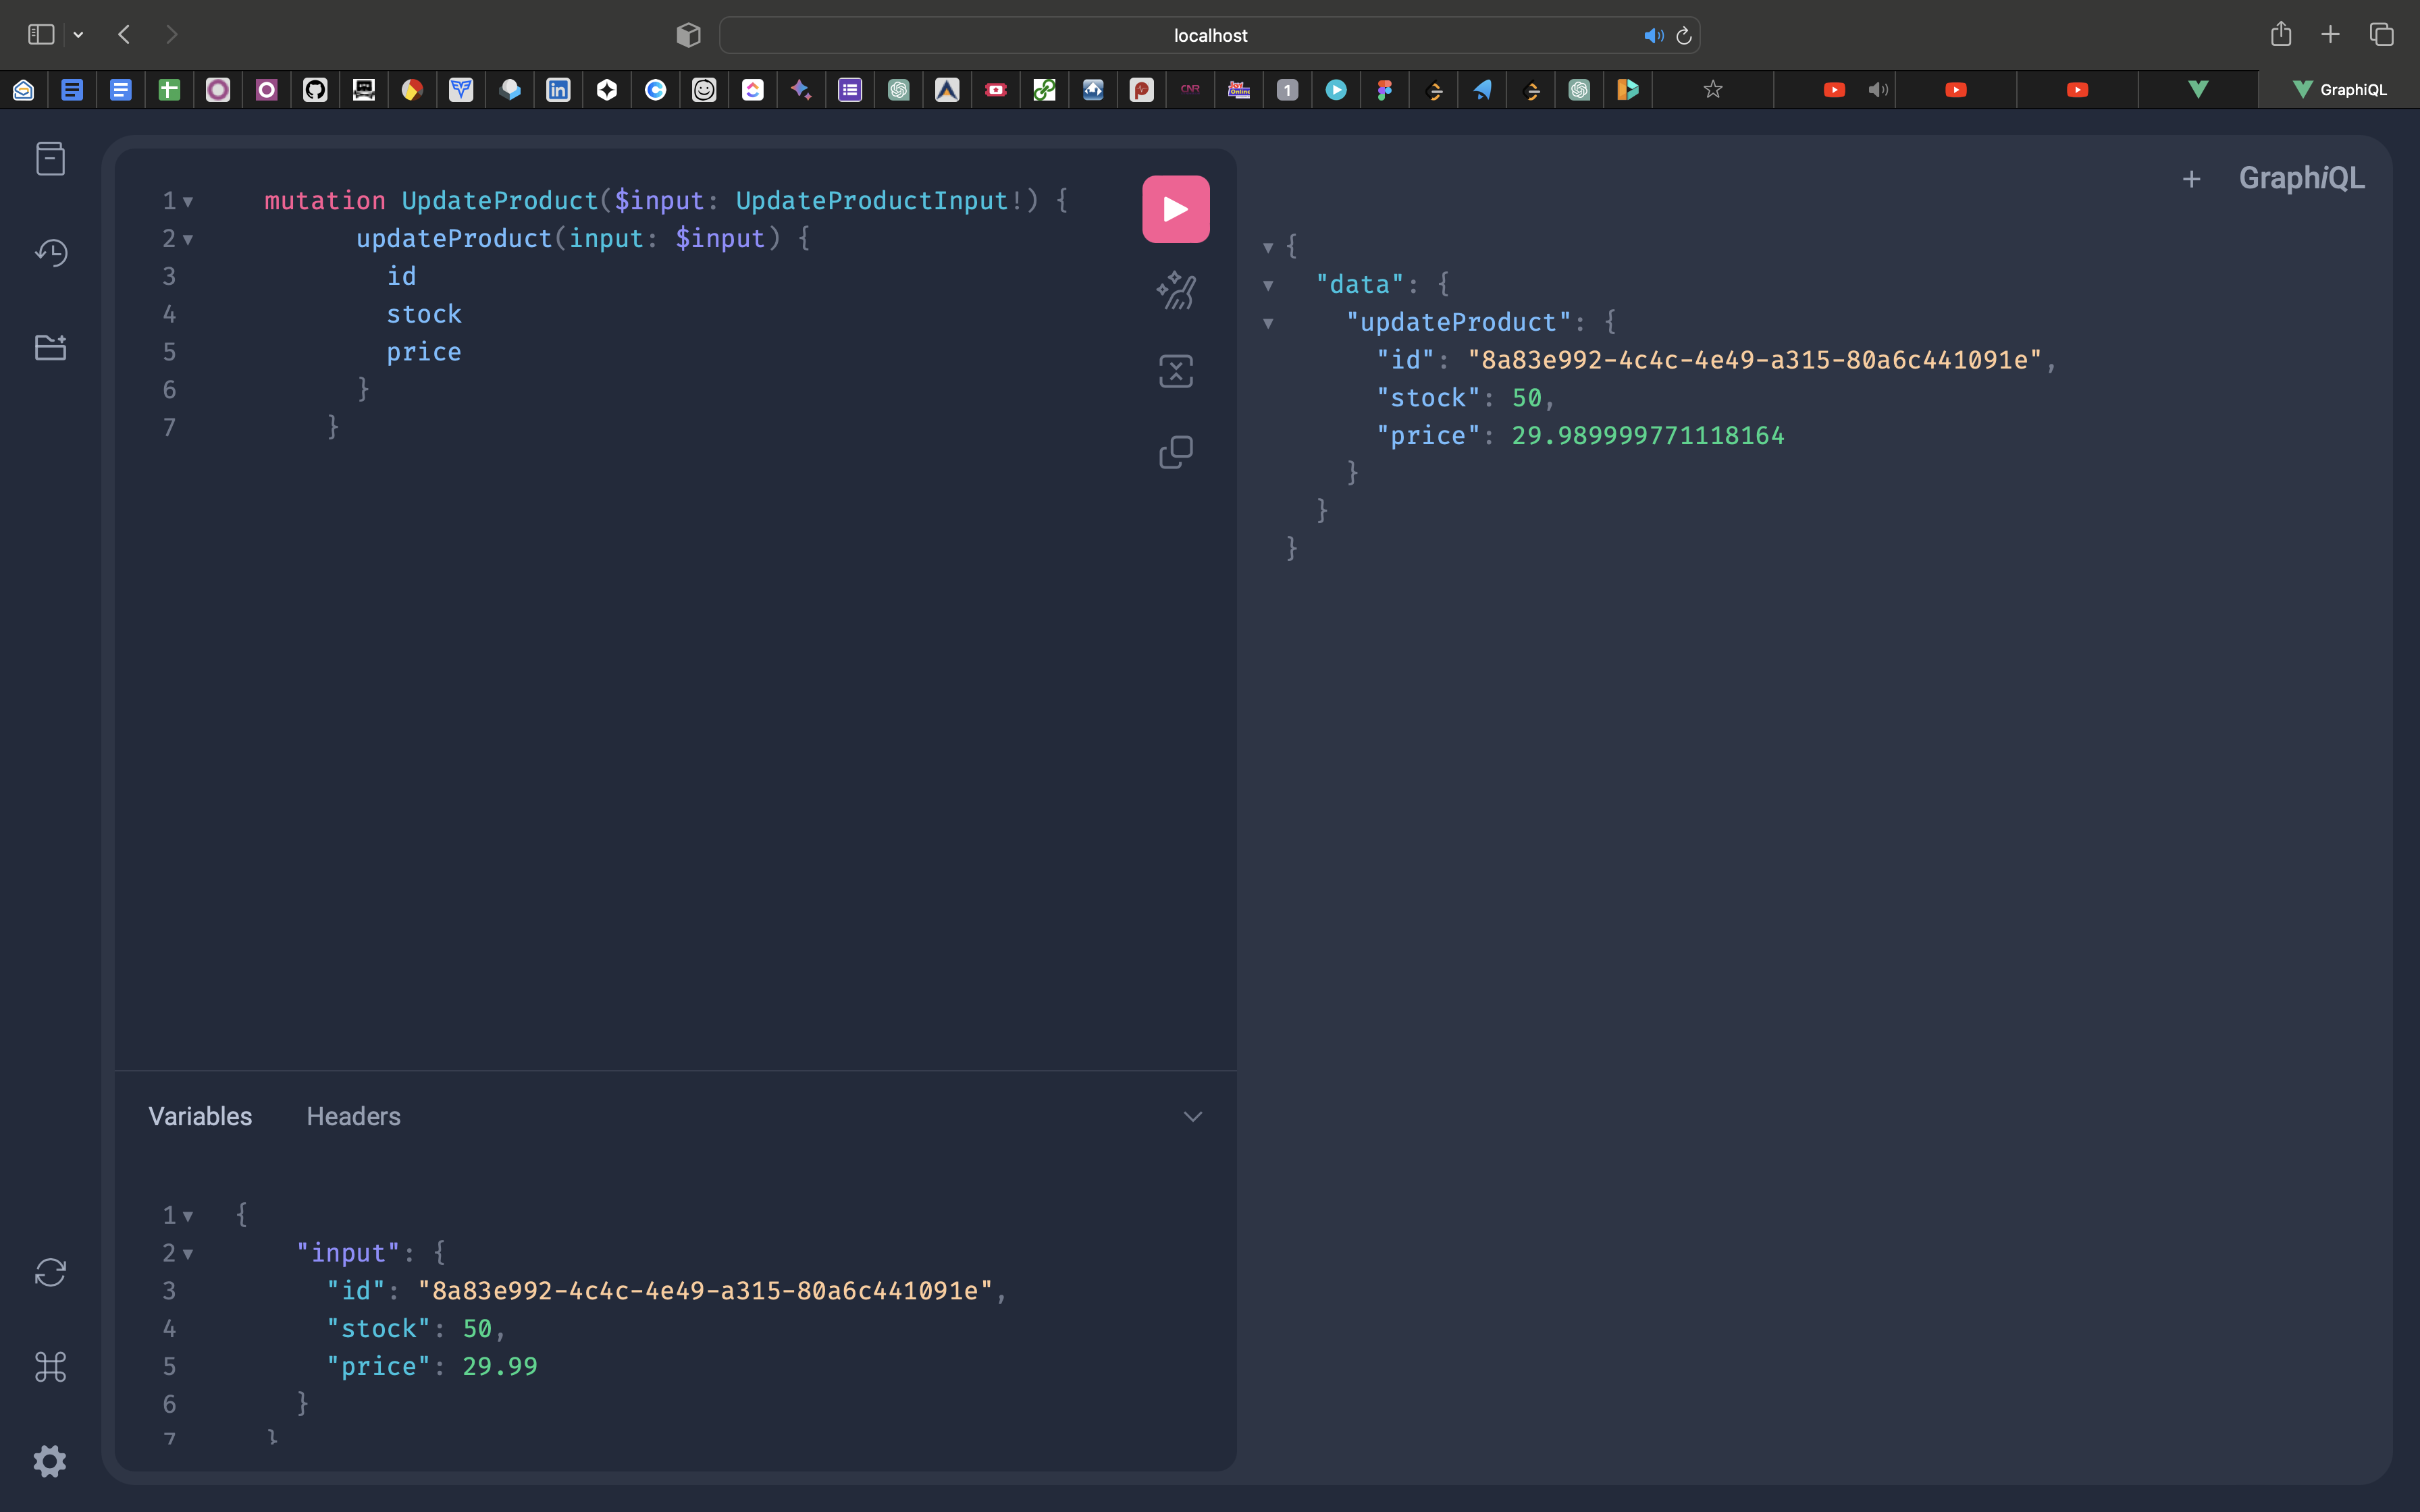 localhost
CNR
1
GraphiQL
GraphiQL
1 mutation UpdateProduct($input: UpdateProductInput!) {
2 updateProduct(input: $input) {
3 id
4 stock
5 price
6 }
7 }
{
"data": {
"updateProduct": {
"id": "8a83e992-4c4c-4e49-a315-80a6c441091e",
"stock": 50,
"price": 29.989999771118164
}
}
}
Variables Headers
1 {
2 "input": {
3 "id": "8a83e992-4c4c-4e49-a315-80a6c441091e",
4 "stock": 50,
5 "price": 29.99
6 }
7 }